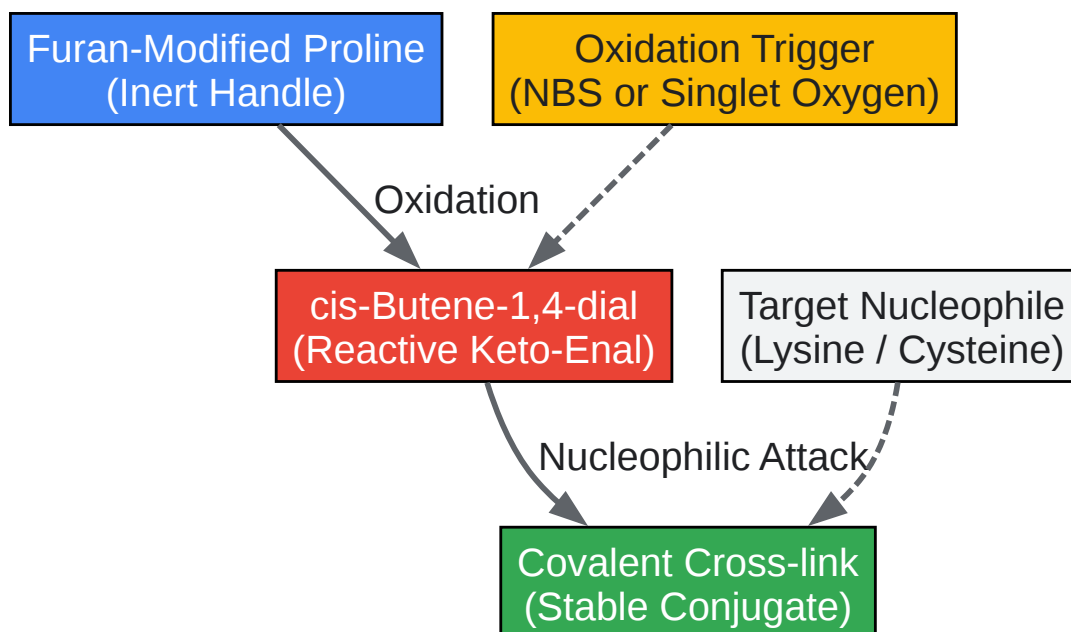 Furan-Modified Proline
(Inert Handle)
Oxidation Trigger
(NBS or Singlet Oxygen)
Oxidation
cis-Butene-1,4-dial
(Reactive Keto-Enal)
Target Nucleophile
(Lysine / Cysteine)
Nucleophilic Attack
Covalent Cross-link
(Stable Conjugate)